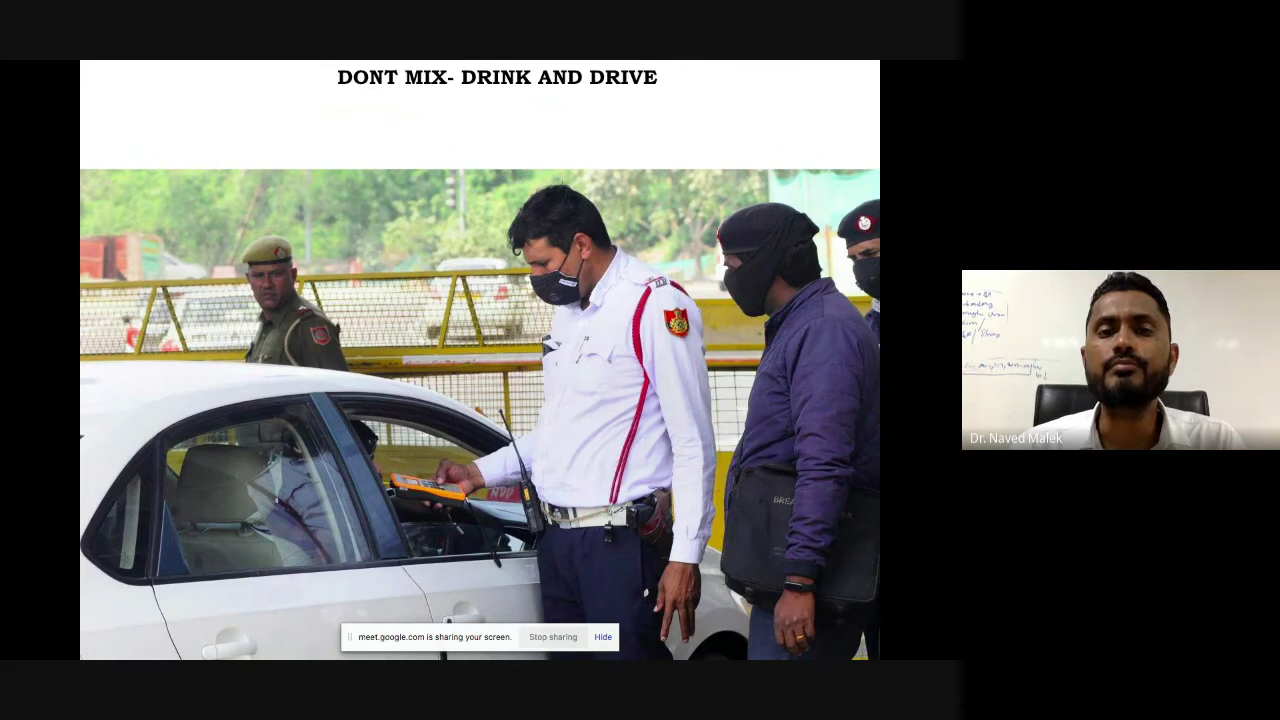 DONT MIX- DRINK AND DRIVE
meet.google.com is sharing your screen. Stop sharing Hide
Dr. Naved Malek